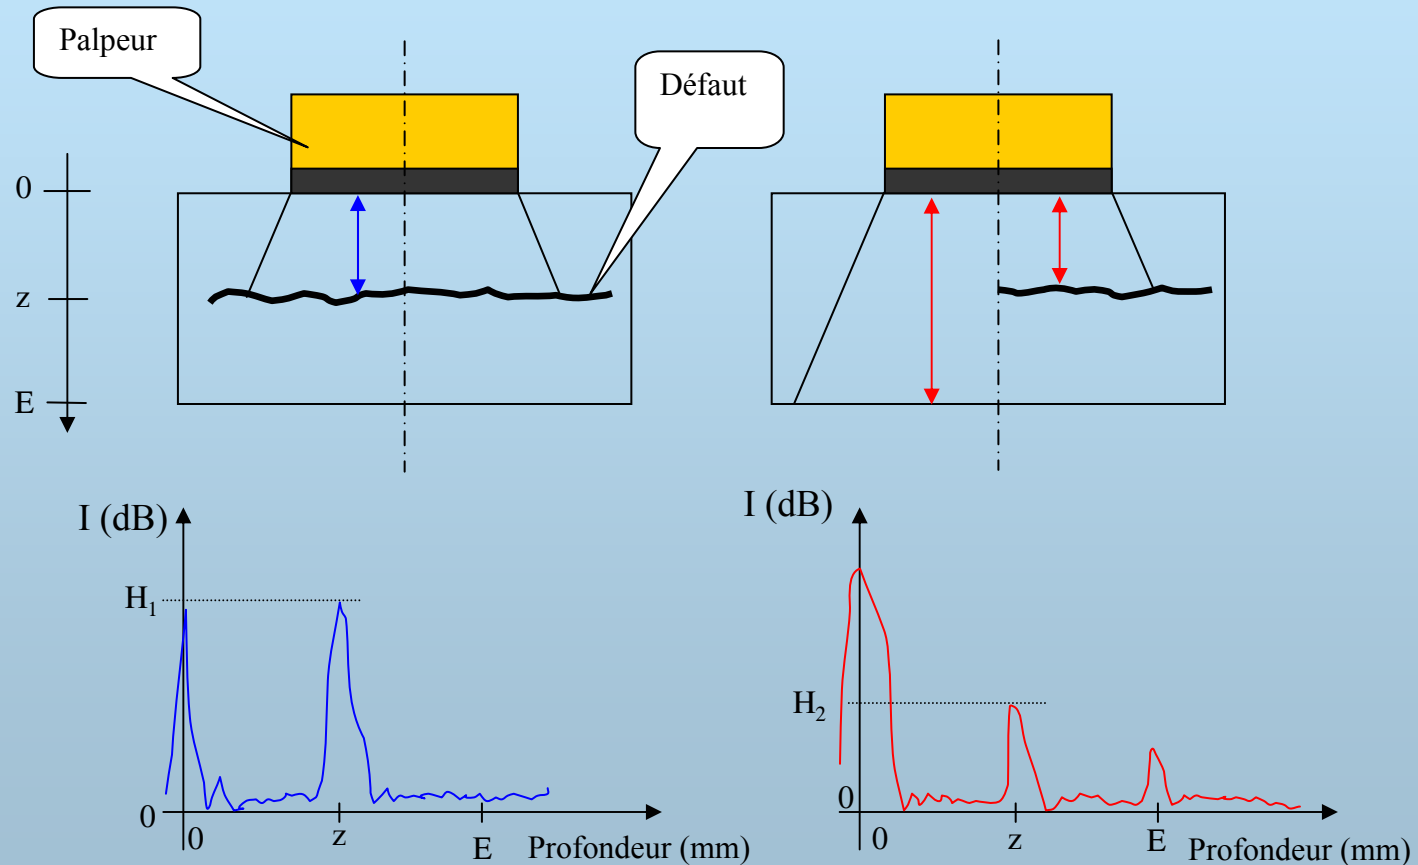 Palpeur
Défaut
0
z
E
I (dB)
H₁
0
0
z
E
Profondeur (mm)
I (dB)
H₂
0
0
z
E
Profondeur (mm)